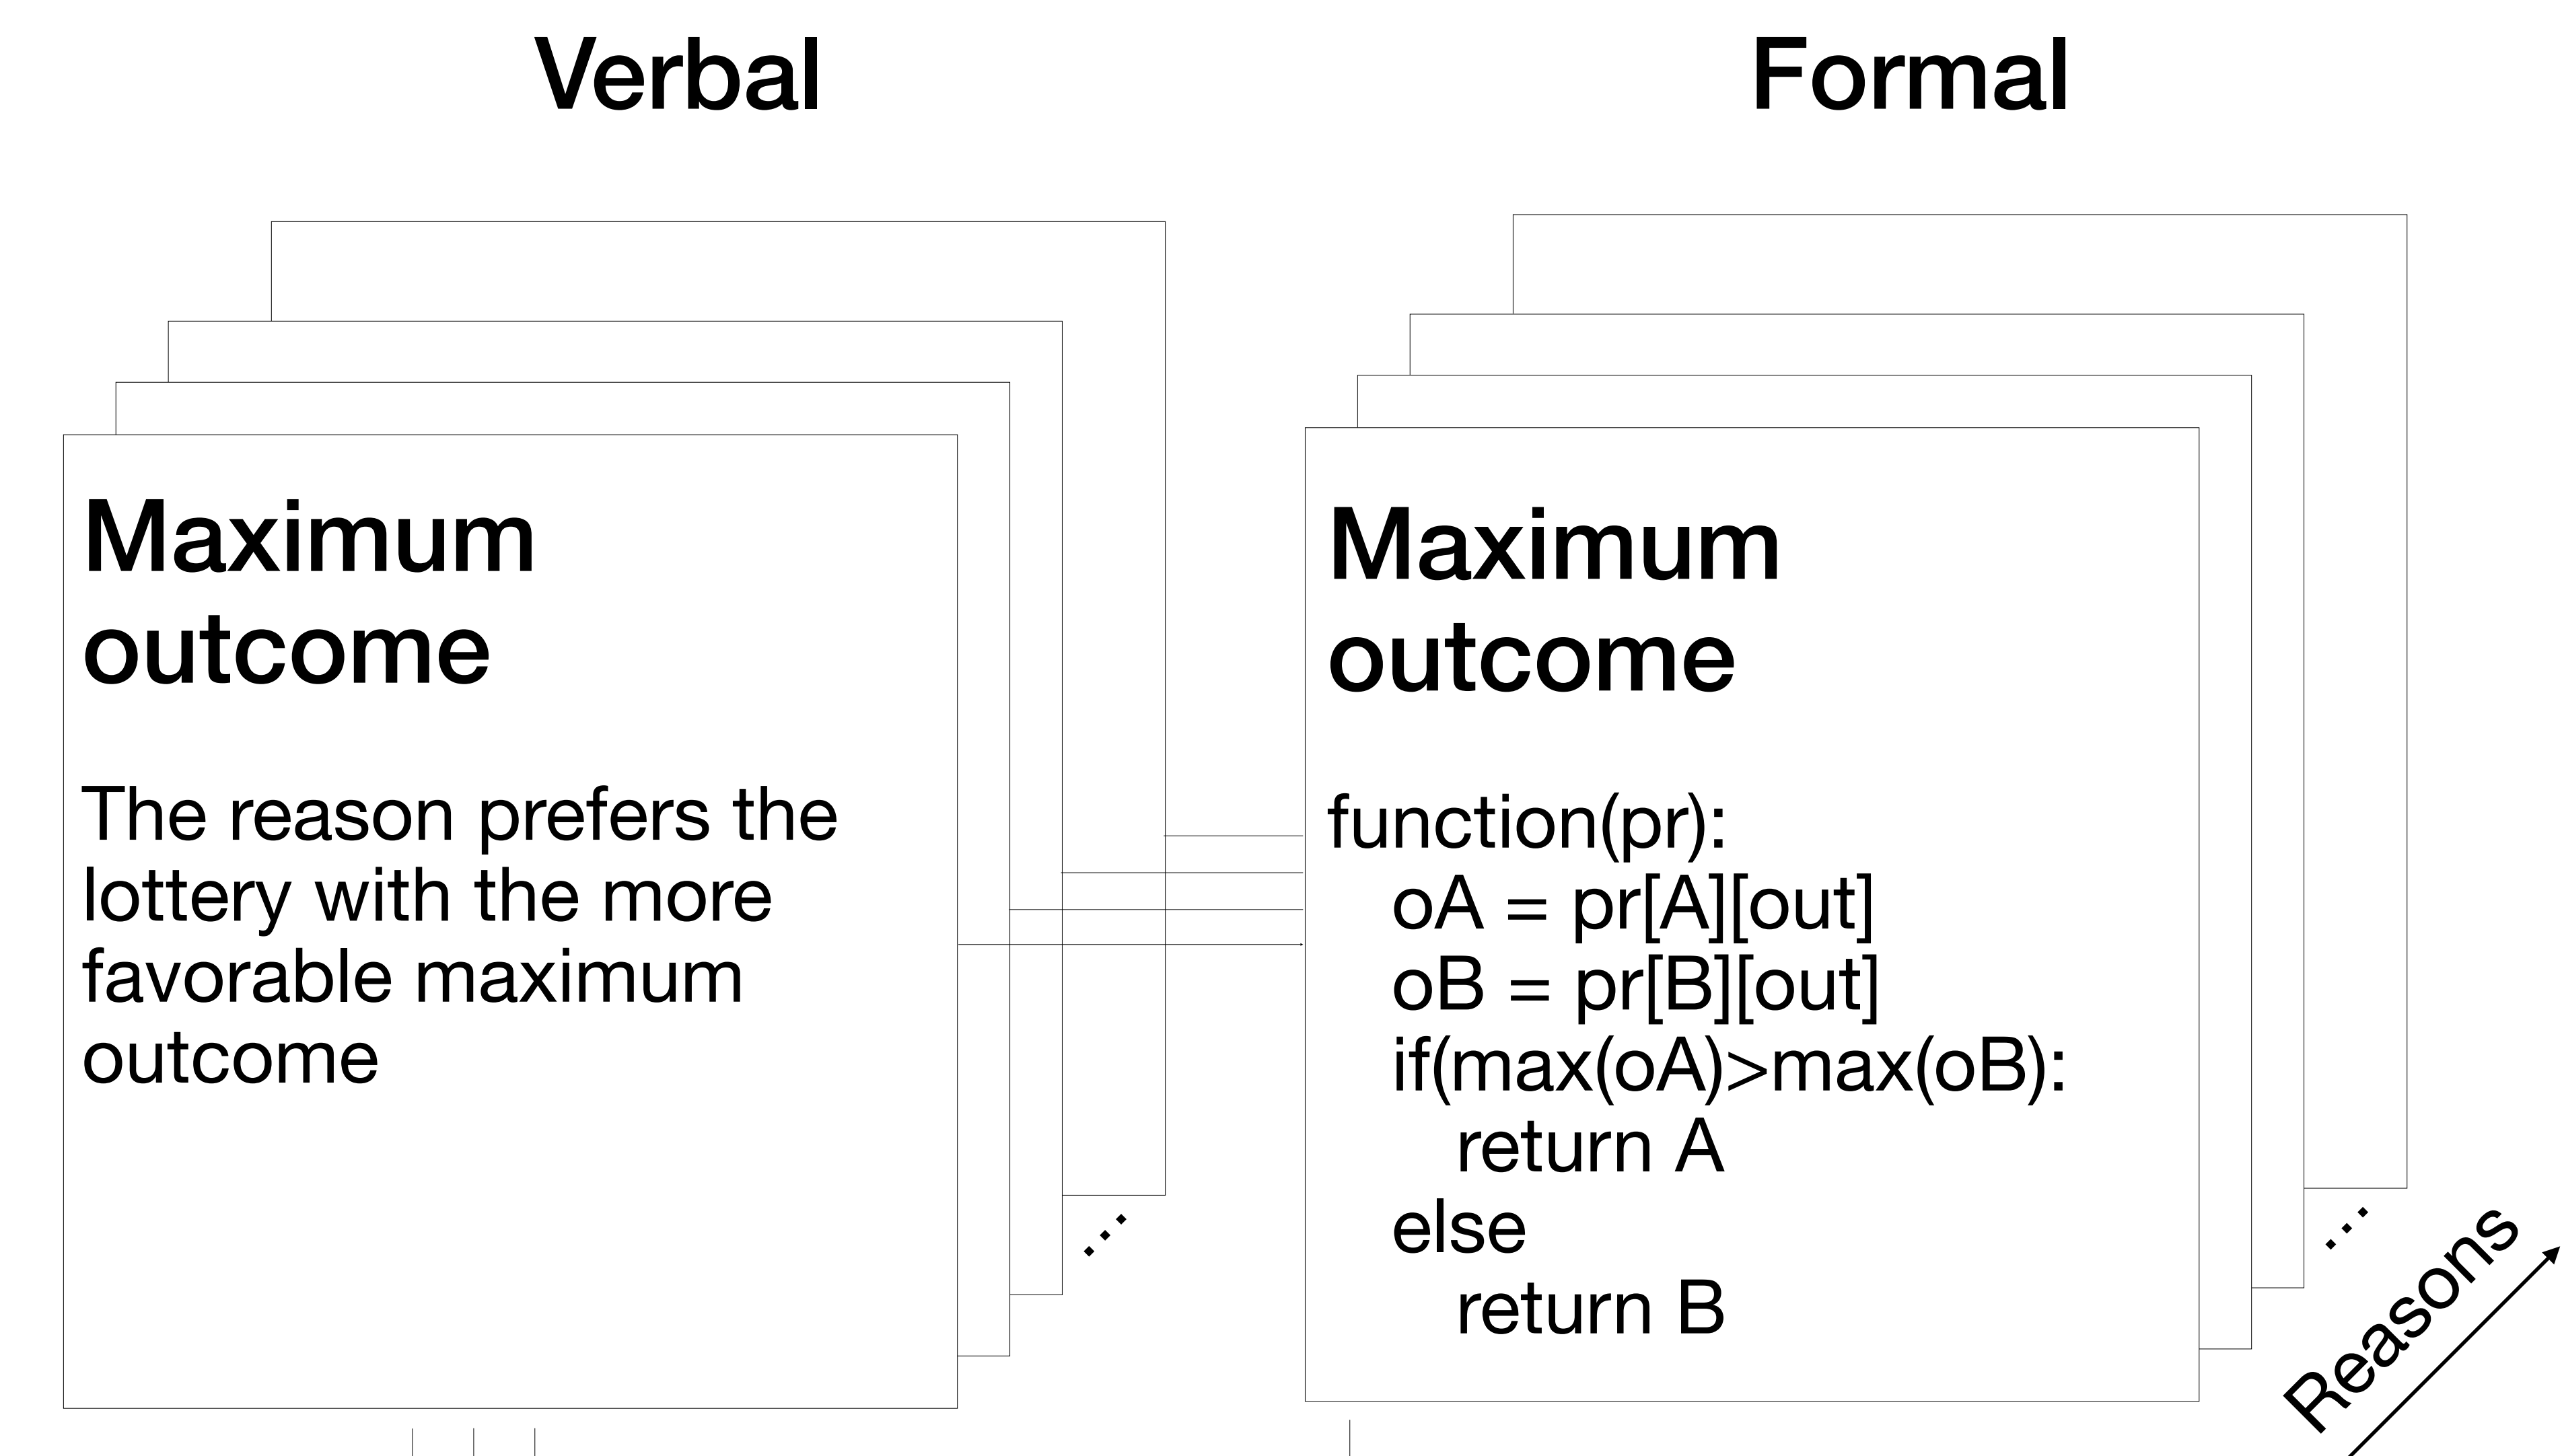 Verbal
Formal
Maximum
outcome
The reason prefers the
lottery with the more
favorable maximum
outcome
...
Maximum
outcome
function(pr):
oA = pr[A][out]
oB = pr[B][out]
if(max(oA)>max(oB):
return A
else
return B
...
Reasons